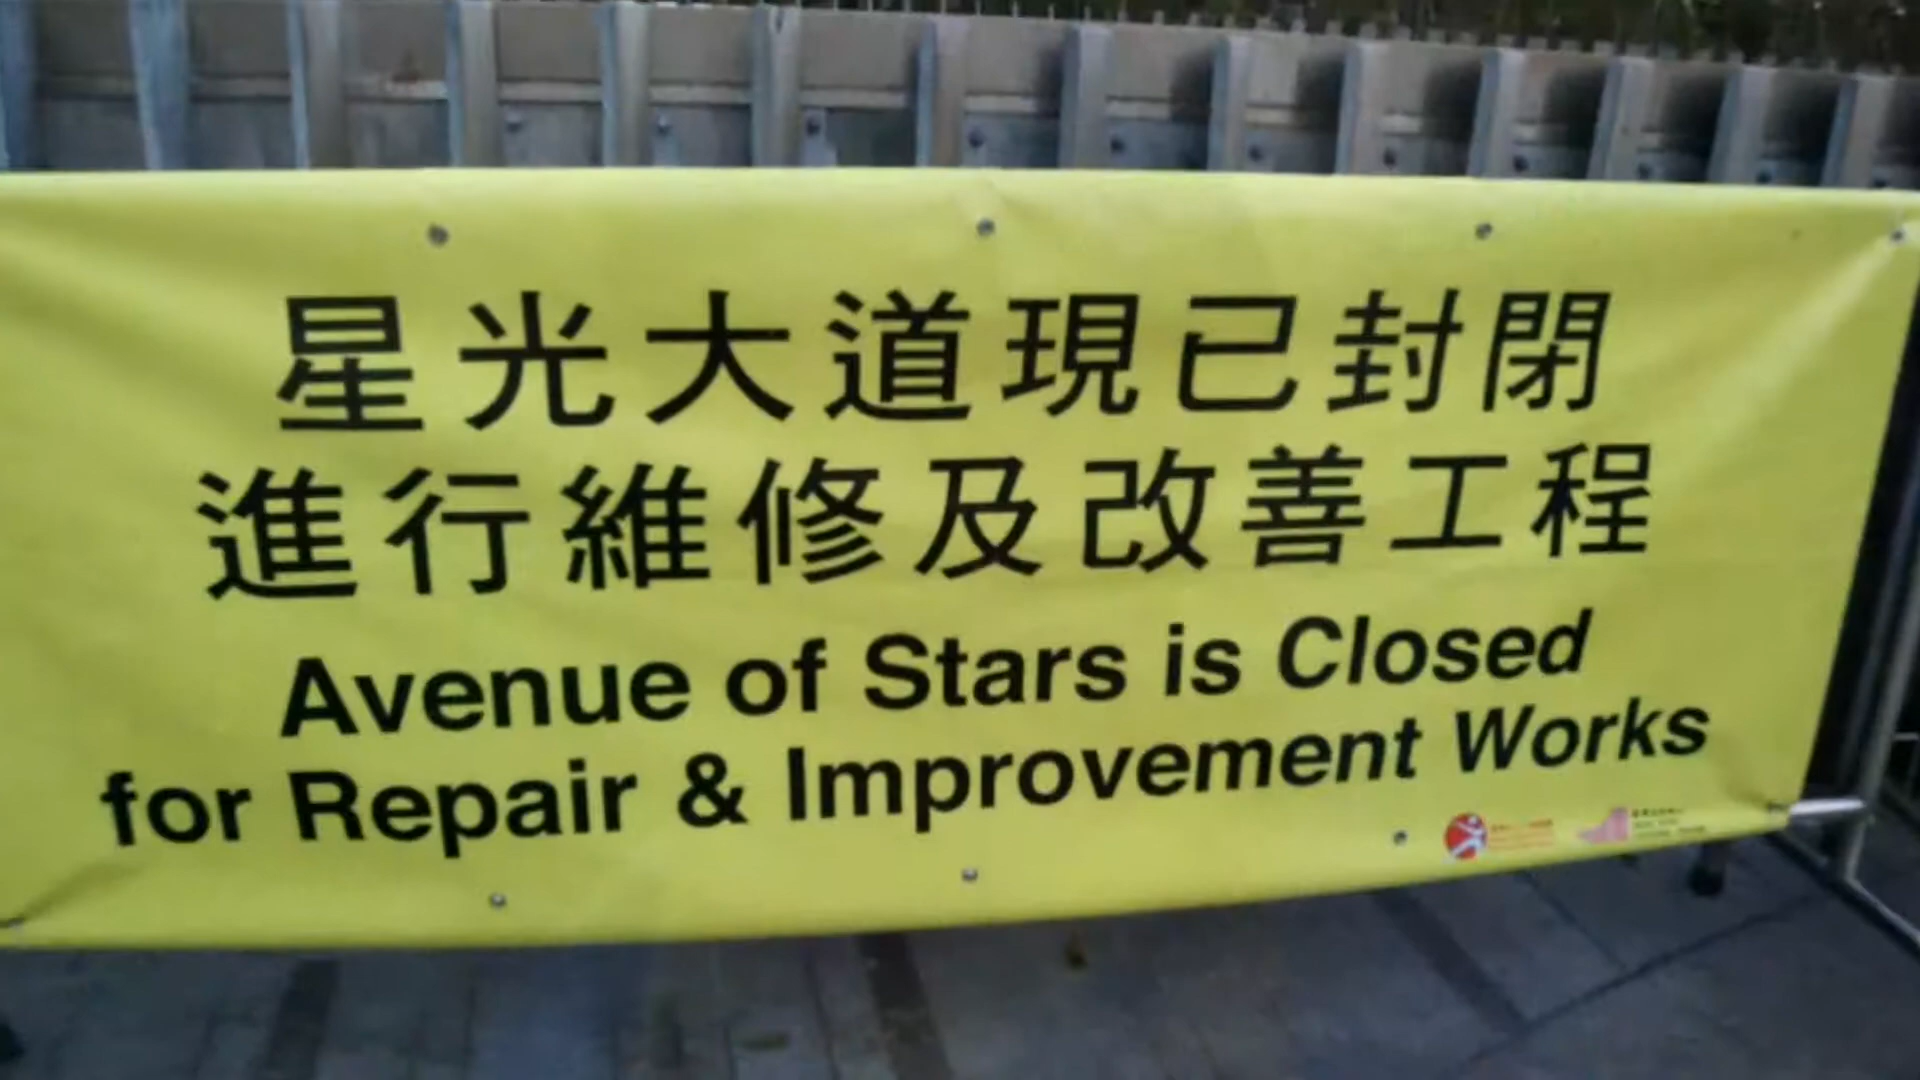 星光大道現已封閉
進行維修及改善工程
Avenue of Stars is Closed
for Repair & Improvement Works